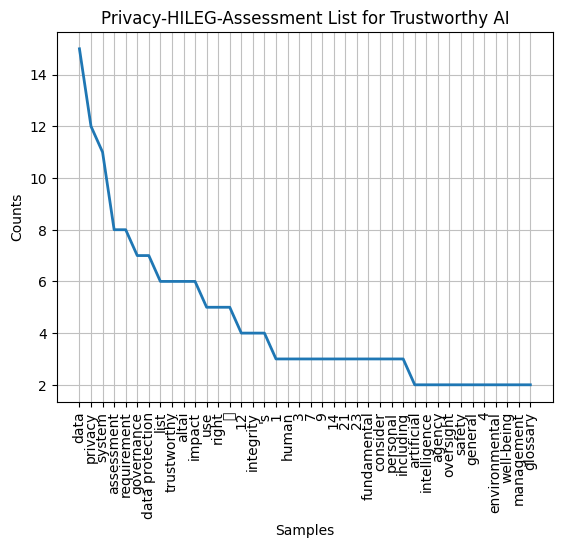 Privacy-HILEG-Assessment List for Trustworthy AI
Counts
14
12
10
8
6
4
2
data
privacy
system
assessment
requirement
governance
data protection
list
trustworthy
altai
impact
use
right
12
integrity
s
1
human
3
7
9
14
21
23
fundamental
consider
personal
including
artificial
intelligence
agency
oversight
safety
general
4
environmental
well-being
management
glossary
Samples